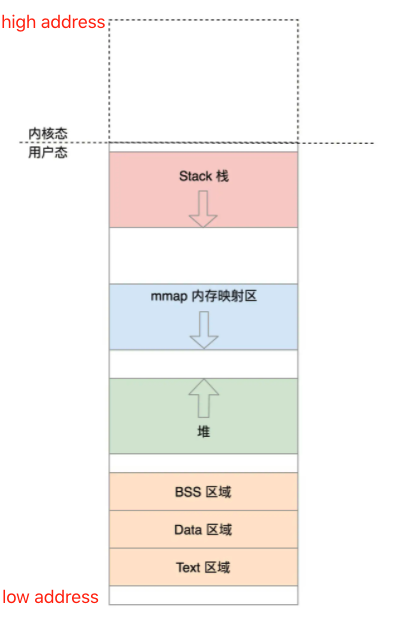 high address
内核态
用户态
Stack 栈
mmap 内存映射区
堆
BSS 区域
Data 区域
Text 区域
low address